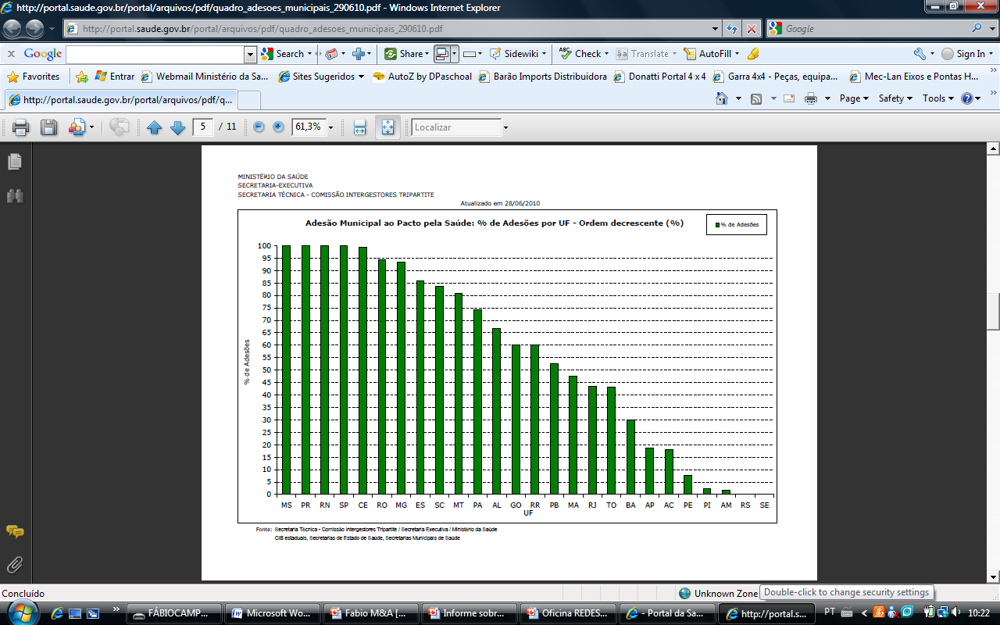 http://portal.saude.gov.br/portal/arquivos/pdf/quadro_adesoes_municipais_290610.pdf - Windows Internet Explorer
http://portal.saude.gov.br/portal/arquivos/pdf/quadro_adesoes_municipais_290610.pdf
Google
x Google Search Share Sidewiki ABC Check Translate AutoFill Sign In
Favorites Entrar Webmail Ministério da Sa... Sites Sugeridos AutoZ by DPaschoal Barão Imports Distribuidora Donatti Portal 4 x 4 Garra 4x4 - Peças, equipa... Mec-Lan Eixos e Pontas H...
http://portal.saude.gov.br/portal/arquivos/pdf/q... Page Safety Tools
5 / 11 61,3% Localizar
MINISTÉRIO DA SAÚDE
SECRETARIA-EXECUTIVA
SECRETARIA TÉCNICA - COMISSÃO INTERGESTORES TRIPARTITE
Atualizado em 28/06/2010
Adesão Municipal ao Pacto pela Saúde: % de Adesões por UF - Ordem decrescente (%)
% de Adesões
100
95
90
85
80
75
70
65
60
55
50
45
40
35
30
25
20
15
10
5
0
% de Adesões
MS PR RN SP CE RO MG ES SC MT PA AL GO RR PB MA RJ TO BA AP AC PE PI AM RS SE
UF
Fonte: Secretaria Técnica - Comissão Intergestores Tripartite / Secretaria Executiva / Ministério da Saúde
CIB estaduais, Secretarias de Estado de Saúde, Secretarias Municipais de Saúde
Concluído
Unknown Zone
Double-click to change security settings
FÁBIOCAMP... Microsoft Wo... Fabio M&A [... Informe sobr... Oficina REDES... - Portal da Sa... http://portal.s... PT 10:22